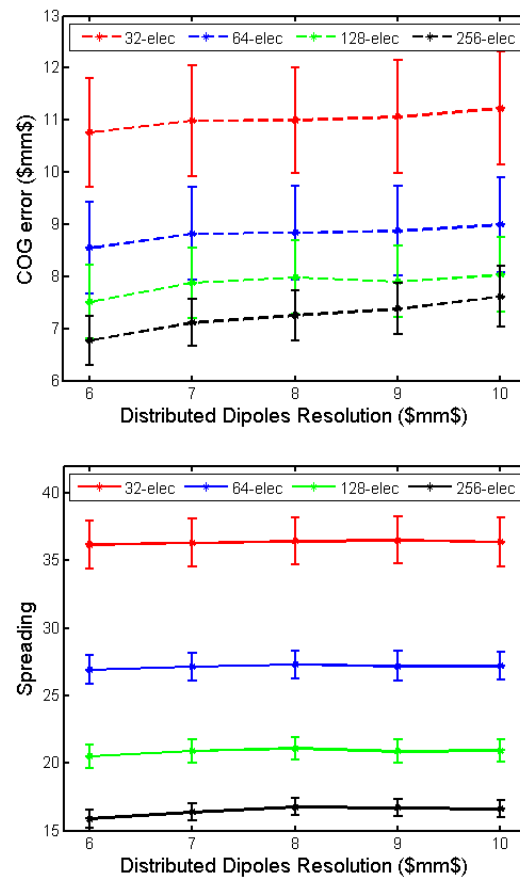 13
32-elec 64-elec 128-elec 256-elec
12
11
10
9
8
7
6
COG error ($mm$)
6 7 8 9 10
Distributed Dipoles Resolution ($mm$)
32-elec 64-elec 128-elec 256-elec
40
35
30
25
20
15
Spreading
6 7 8 9 10
Distributed Dipoles Resolution ($mm$)